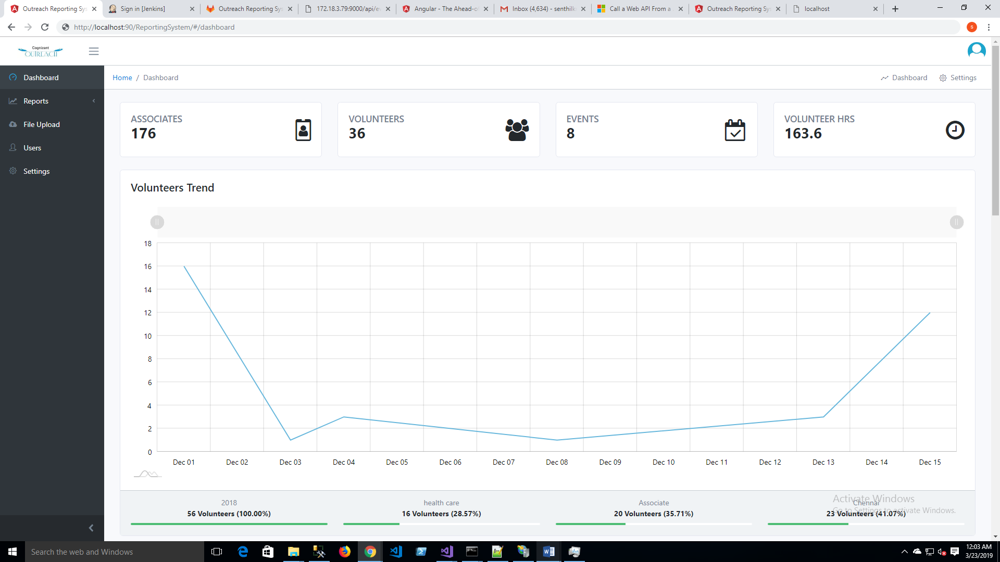 Outreach Reporting Sys
Sign in [Jenkins]
Outreach Reporting Sys
172.18.3.79:9000/api/ev
Angular - The Ahead-of
Inbox (4,634) - senthilk
Call a Web API From a
Outreach Reporting Sys
localhost
http://localhost:90/ReportingSystem/#/dashboard
S
Cognizant
OUTREACH
Dashboard
Reports
File Upload
Users
Settings
Home / Dashboard
Dashboard
Settings
ASSOCIATES
176
VOLUNTEERS
36
EVENTS
8
VOLUNTEER HRS
163.6
Volunteers Trend
18
16
14
12
10
8
6
4
2
0
Dec 01 Dec 02 Dec 03 Dec 04 Dec 05 Dec 06 Dec 07 Dec 08 Dec 09 Dec 10 Dec 11 Dec 12 Dec 13 Dec 14 Dec 15
2018
56 Volunteers (100.00%)
health care
16 Volunteers (28.57%)
Associate
20 Volunteers (35.71%)
Chennai
23 Volunteers (41.07%)
Activate Windows
Go to Settings to activate Windows.
Search the web and Windows
12:03 AM
3/23/2019